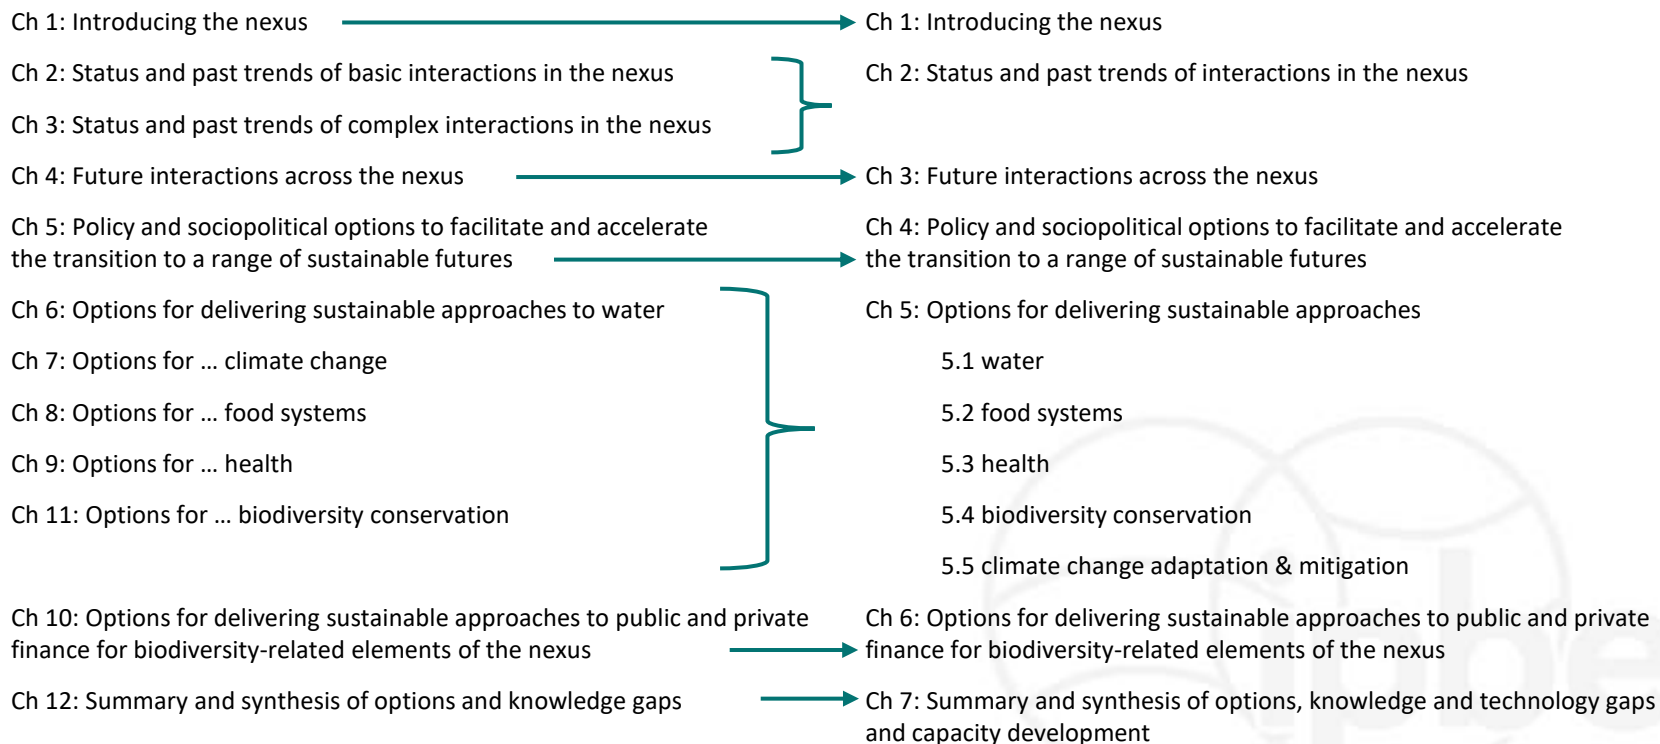 Ch 1: Introducing the nexus
Ch 1: Introducing the nexus
Ch 2: Status and past trends of basic interactions in the nexus
Ch 2: Status and past trends of interactions in the nexus
Ch 3: Status and past trends of complex interactions in the nexus
Ch 4: Future interactions across the nexus
Ch 3: Future interactions across the nexus
Ch 5: Policy and sociopolitical options to facilitate and accelerate
the transition to a range of sustainable futures
Ch 4: Policy and sociopolitical options to facilitate and accelerate
the transition to a range of sustainable futures
Ch 6: Options for delivering sustainable approaches to water
Ch 5: Options for delivering sustainable approaches
Ch 7: Options for … climate change
5.1 water
Ch 8: Options for … food systems
5.2 food systems
Ch 9: Options for … health
5.3 health
Ch 11: Options for … biodiversity conservation
5.4 biodiversity conservation
5.5 climate change adaptation & mitigation
Ch 10: Options for delivering sustainable approaches to public and private
finance for biodiversity-related elements of the nexus
Ch 6: Options for delivering sustainable approaches to public and private
finance for biodiversity-related elements of the nexus
Ch 12: Summary and synthesis of options and knowledge gaps
Ch 7: Summary and synthesis of options, knowledge and technology gaps
and capacity development
ipbe